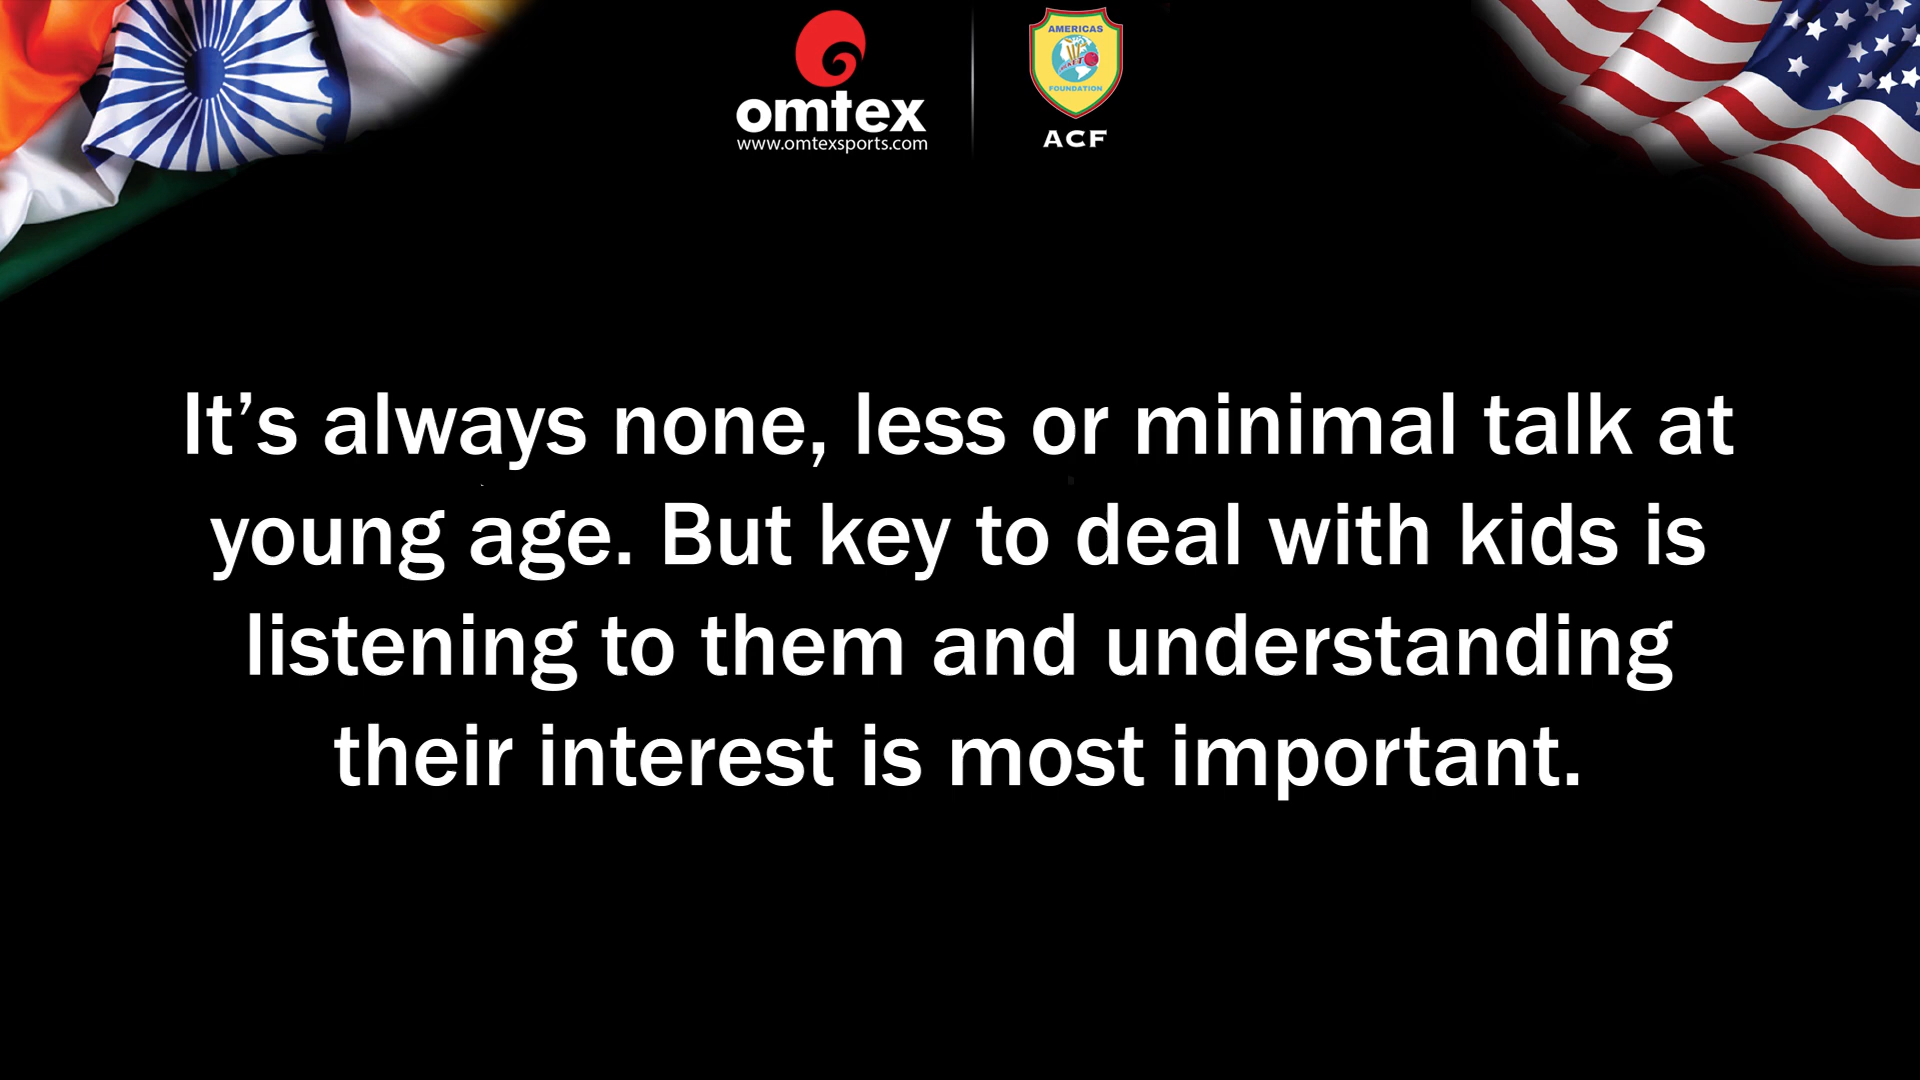 omtex
www.omtexsports.com
AMERICAS
CRICKET
FOUNDATION
ACF
It’s always none, less or minimal talk at
young age. But key to deal with kids is
listening to them and understanding
their interest is most important.